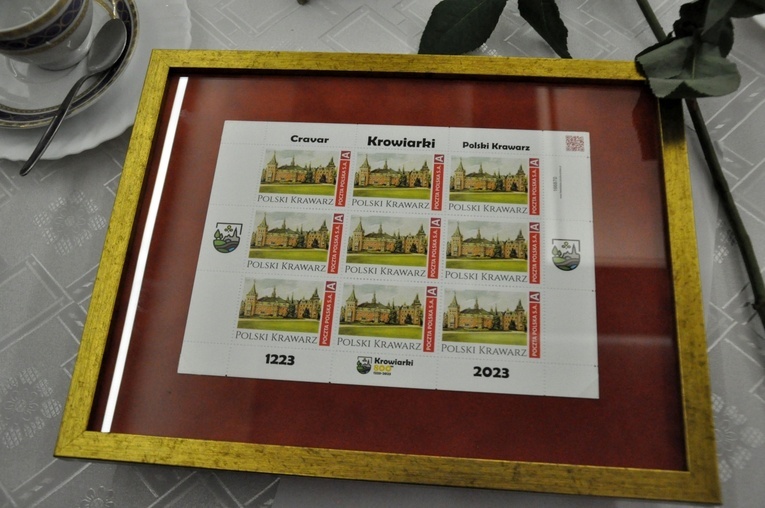 Cravar Krowiarki Polski Krawarz
POCZTA POLSKA S.A. A POCZTA POLSKA S.A. A POCZTA POLSKA S.A. A
POLSKI KRAWARZ POLSKI KRAWARZ POLSKI KRAWARZ
POCZTA POLSKA S.A. A POCZTA POLSKA S.A. A POCZTA POLSKA S.A. A
POLSKI KRAWARZ POLSKI KRAWARZ POLSKI KRAWARZ
POCZTA POLSKA S.A. A POCZTA POLSKA S.A. A POCZTA POLSKA S.A. A
POLSKI KRAWARZ POLSKI KRAWARZ POLSKI KRAWARZ
1223 Krowiarki 2023
800